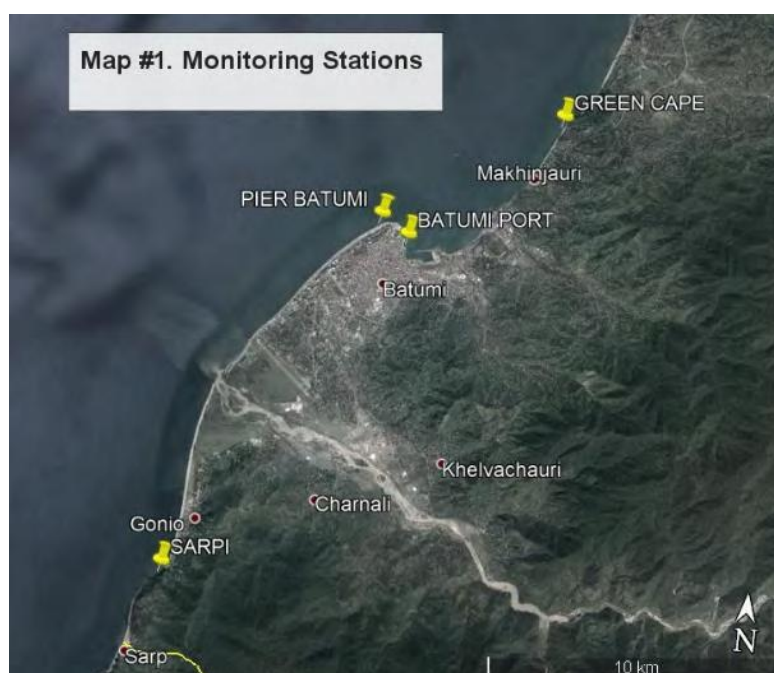 Map #1. Monitoring Stations
GREEN CAPE
Makhinjauri
PIER BATUMI
BATUMI PORT
Batumi
Khelvachauri
Charnali
Gonio
SARPI
Sarp
N
10 km